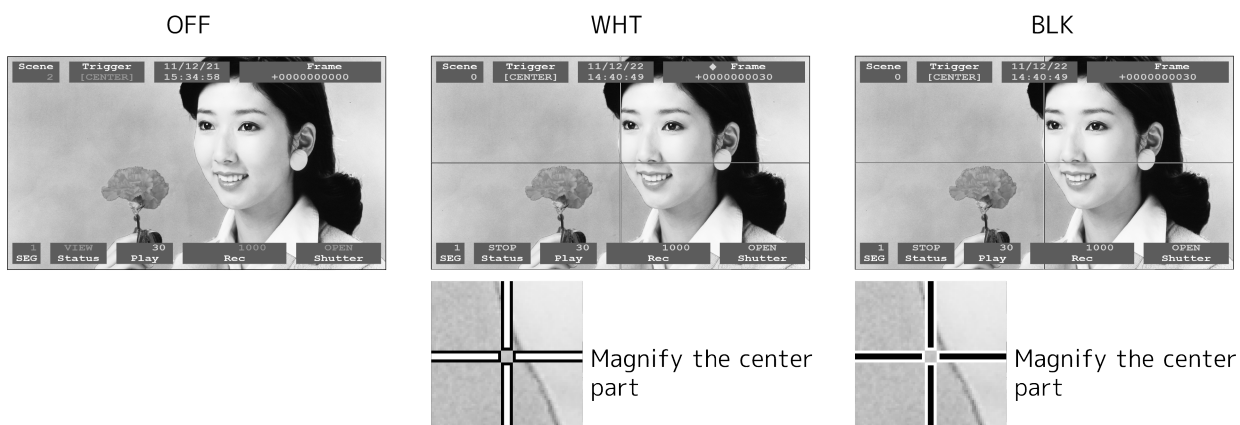 OFF
WHT
BLK
Scene
2
Trigger
[CENTER]
11/12/21
15:34:58
Frame
+0000000000
1
SEG
VIEW
Status
30
Play
1000
Rec
OPEN
Shutter
Scene
0
Trigger
[CENTER]
11/12/22
14:40:49
◆ Frame
+0000000030
1
SEG
STOP
Status
30
Play
1000
Rec
OPEN
Shutter
Scene
0
Trigger
[CENTER]
11/12/22
14:40:49
Frame
+0000000030
1
SEG
STOP
Status
30
Play
1000
Rec
OPEN
Shutter
Magnify the center
part
Magnify the center
part